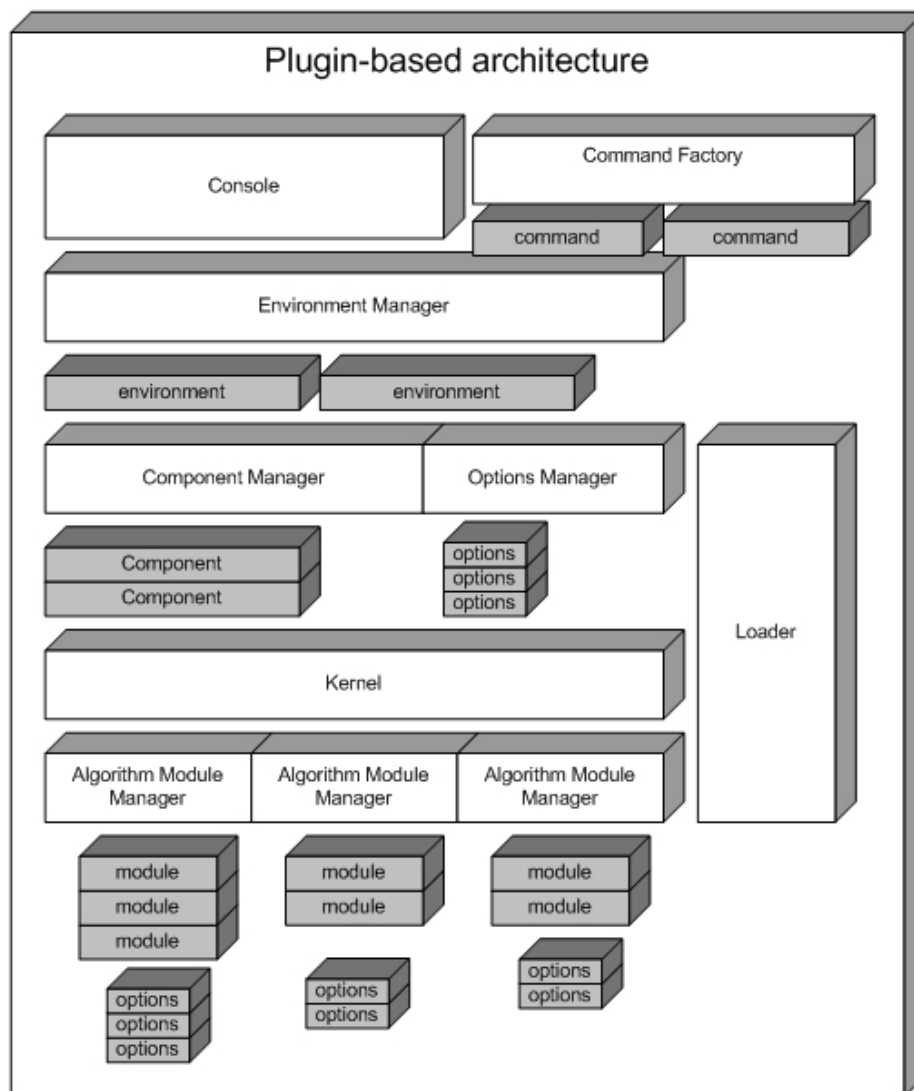 Plugin-based architecture
Console
Command Factory
command
command
Environment Manager
environment
environment
Component Manager
Options Manager
Component
Component
options
options
options
Loader
Kernel
Algorithm Module
Manager
Algorithm Module
Manager
Algorithm Module
Manager
module
module
module
module
module
module
module
options
options
options
options
options
options
options